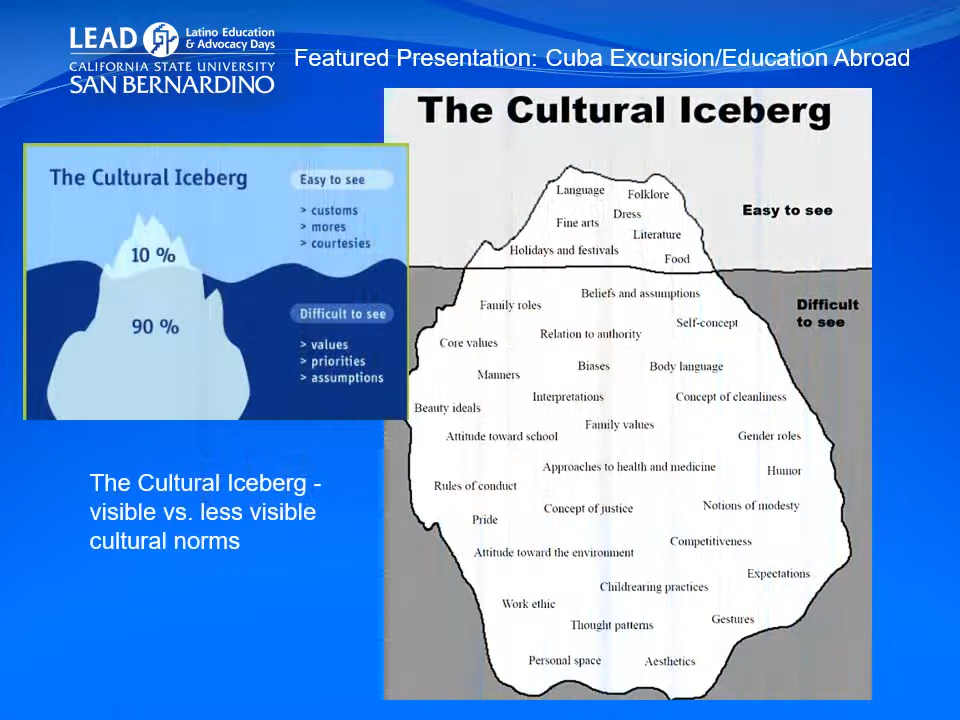 LEAD Latino Education
& Advocacy Days
CALIFORNIA STATE UNIVERSITY
SAN BERNARDINO
Featured Presentation: Cuba Excursion/Education Abroad
The Cultural Iceberg
Easy to see
> customs
> mores
> courtesies
10 %
90 %
Difficult to see
> values
> priorities
> assumptions
The Cultural Iceberg -
visible vs. less visible
cultural norms
The Cultural Iceberg
Language
Folklore
Dress
Fine arts
Literature
Holidays and festivals
Food
Easy to see
Difficult
to see
Beliefs and assumptions
Family roles
Self-concept
Relation to authority
Core values
Biases
Body language
Manners
Interpretations
Concept of cleanliness
Beauty ideals
Family values
Attitude toward school
Gender roles
Approaches to health and medicine
Humor
Rules of conduct
Concept of justice
Notions of modesty
Pride
Competitiveness
Attitude toward the environment
Expectations
Childrearing practices
Work ethic
Gestures
Thought patterns
Personal space
Aesthetics